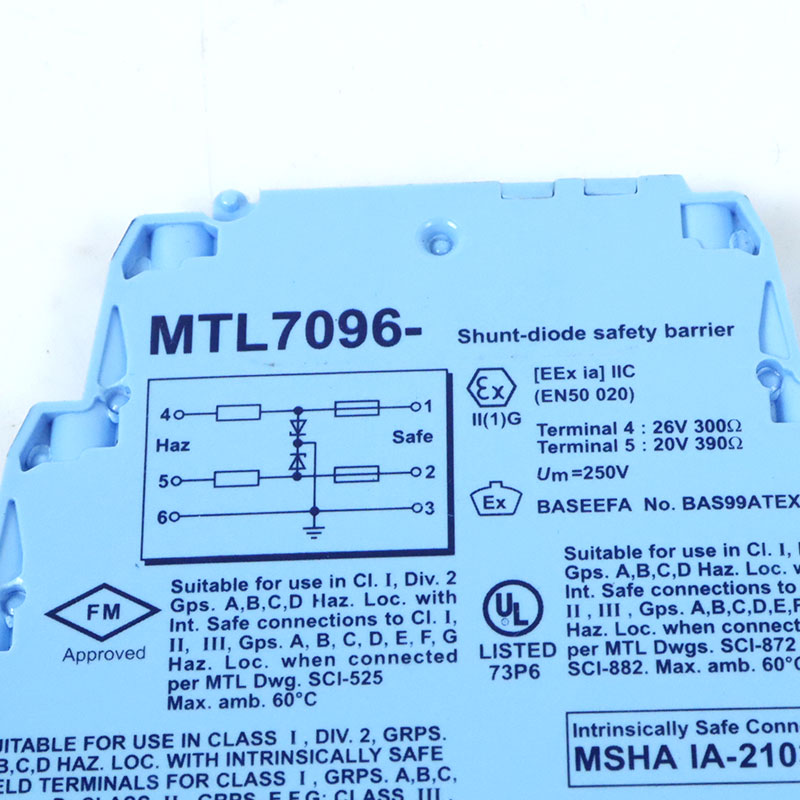 MTL7096-
Shunt-diode safety barrier
4
1
Haz
Safe
5
2
6
3
Ex
II(1)G
[EEx ia] IIC
(EN50 020)
Terminal 4 : 26V 300Ω
Terminal 5 : 20V 390Ω
Um=250V
Ex
BASEEFA No. BAS99ATEX
FM
Approved
Suitable for use in Cl. I, Div. 2
Gps. A,B,C,D Haz. Loc. with
Int. Safe connections to Cl. I,
II, III, Gps. A, B, C, D, E, F, G
Haz. Loc. when connected
per MTL Dwg. SCI-525
Max. amb. 60°C
UL
LISTED
73P6
Suitable for use in Cl. I,
Gps. A,B,C,D Haz. Loc.
Int. Safe connections to
II , III , Gps. A,B,C,D,E,F
Haz. Loc. when
per MTL Dwgs. SCI-872
SCI-882. Max. amb. 60°
FOR USE IN CLASS I , DIV. 2, GRPS.
B,C,D HAZ. LOC. WITH INTRINSICALLY SAFE
TERMINALS FOR CLASS I , GRPS. A,B,C,
CLASS II, GRPS. E,F,G; CLASS III ,
Intrinsically Safe
MSHA IA-210